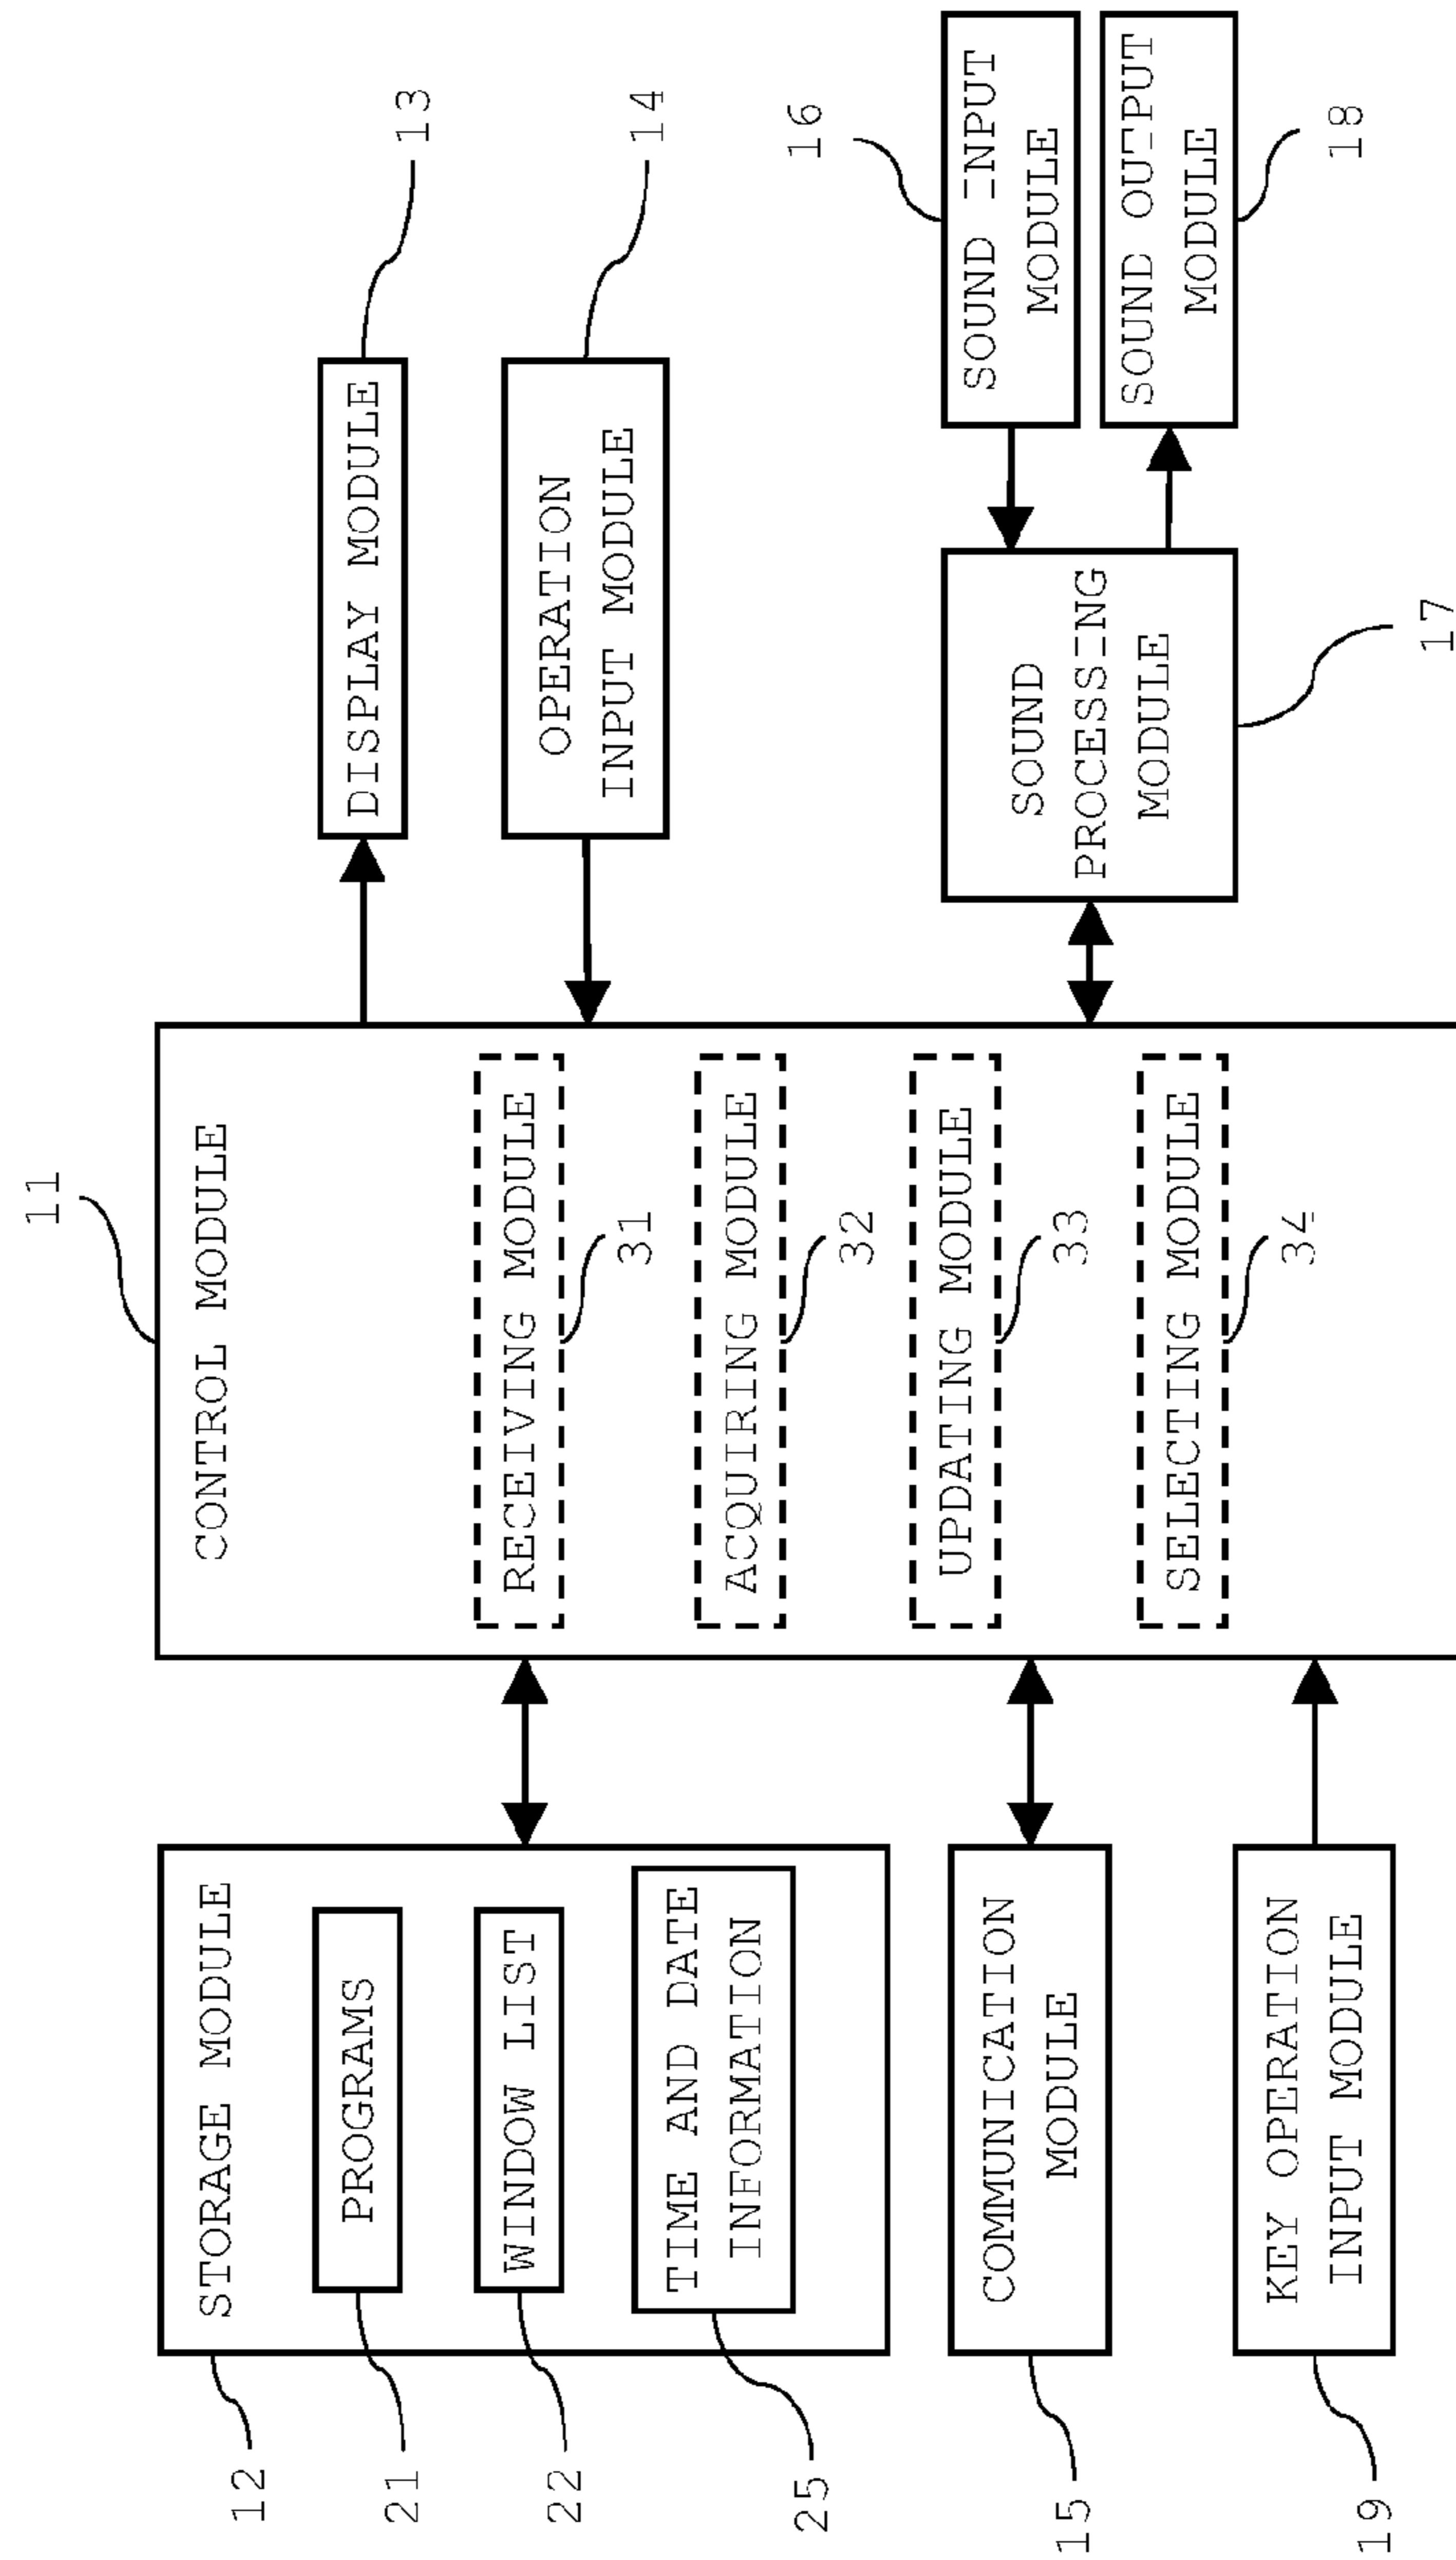 12
STORAGE MODULE
21
PROGRAMS
22
WINDOW LIST
25
TIME AND DATE
INFORMATION
15
COMMUNICATION
MODULE
19
KEY OPERATION
INPUT MODULE
11
CONTROL MODULE
RECEIVING MODULE
31
ACQUIRING MODULE
32
UPDATING MODULE
33
SELECTING MODULE
34
DISPLAY MODULE
13
OPERATION
INPUT MODULE
14
SOUND
PROCESSING
MODULE
17
16
SOUND INPUT
MODULE
SOUND OUTPUT
MODULE
18